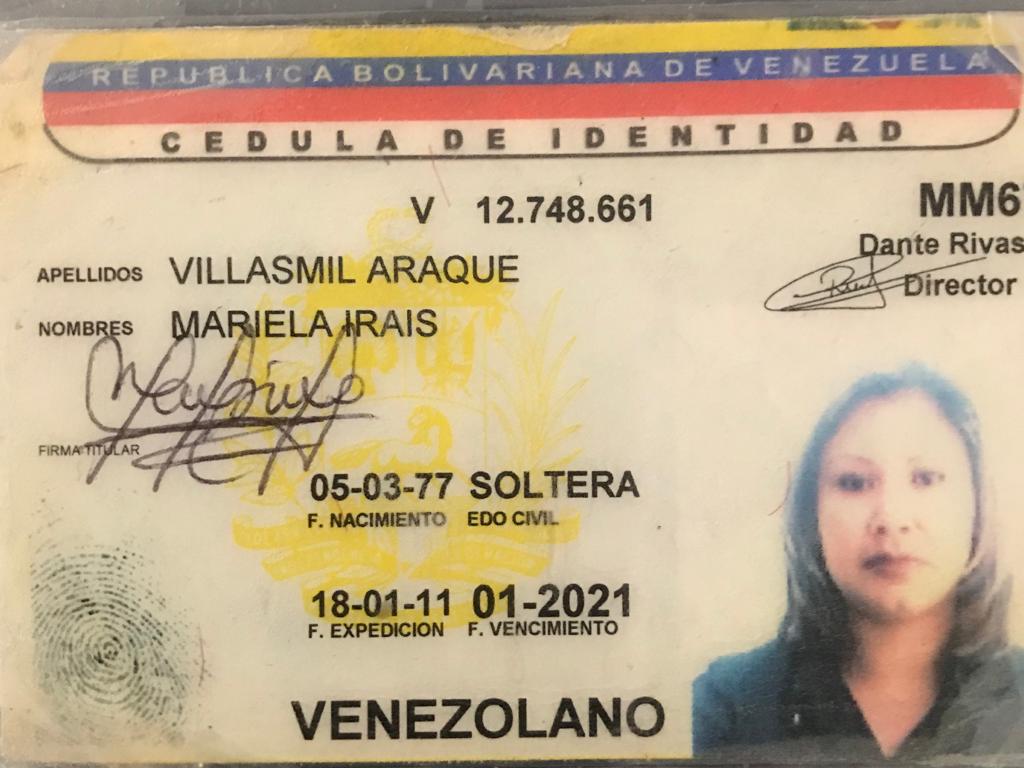 REPUBLICA BOLIVARIANA DE VENEZUELA
CEDULA DE IDENTIDAD
V 12.748.661
MM6
Dante Rivas
Director
APELLIDOS VILLASMIL ARAQUE
NOMBRES MARIELA IRAIS
FIRMA TITULAR
05-03-77 SOLTERA
F. NACIMIENTO EDO CIVIL
18-01-11 01-2021
F. EXPEDICION F. VENCIMIENTO
VENEZOLANO